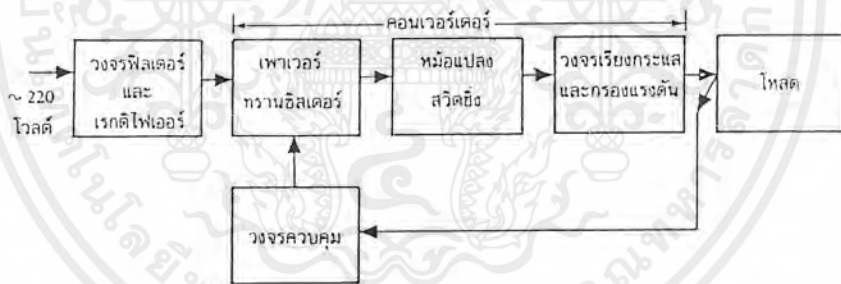 คอนเวอร์เตอร์
วงจรฟิลเตอร์
และ
เรกติไฟเออร์
เพาเวอร์
ทรานซิสเตอร์
หม้อแปลง
สวิตชิ่ง
วงจรเรียงกระแส
และกรองแรงดัน
โหลด
~ 220
โวลต์
วงจรควบคุม